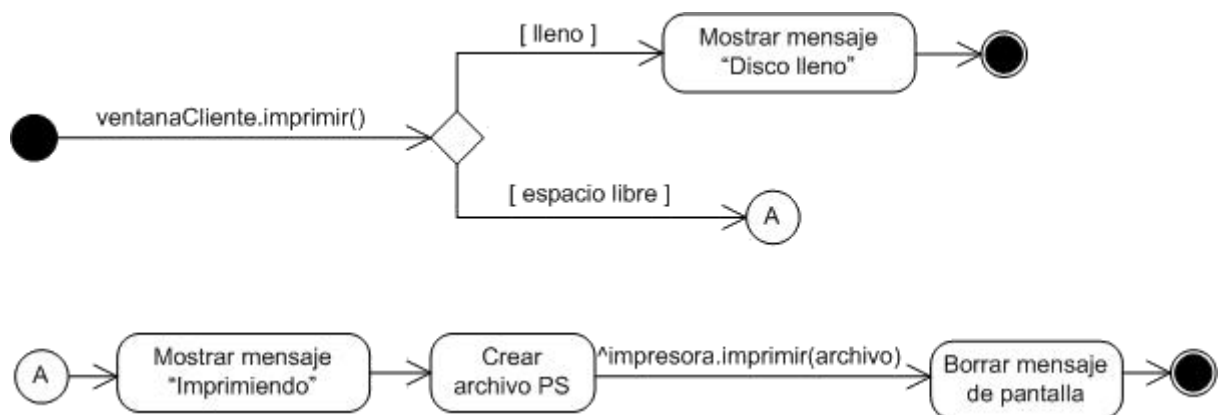 [ lleno ]
Mostrar mensaje
“Disco lleno”
ventanaCliente.imprimir()
[ espacio libre ]
A
A
Mostrar mensaje
“Imprimiendo”
Crear
archivo PS
^impresora.imprimir(archivo)
Borrar mensaje
de pantalla